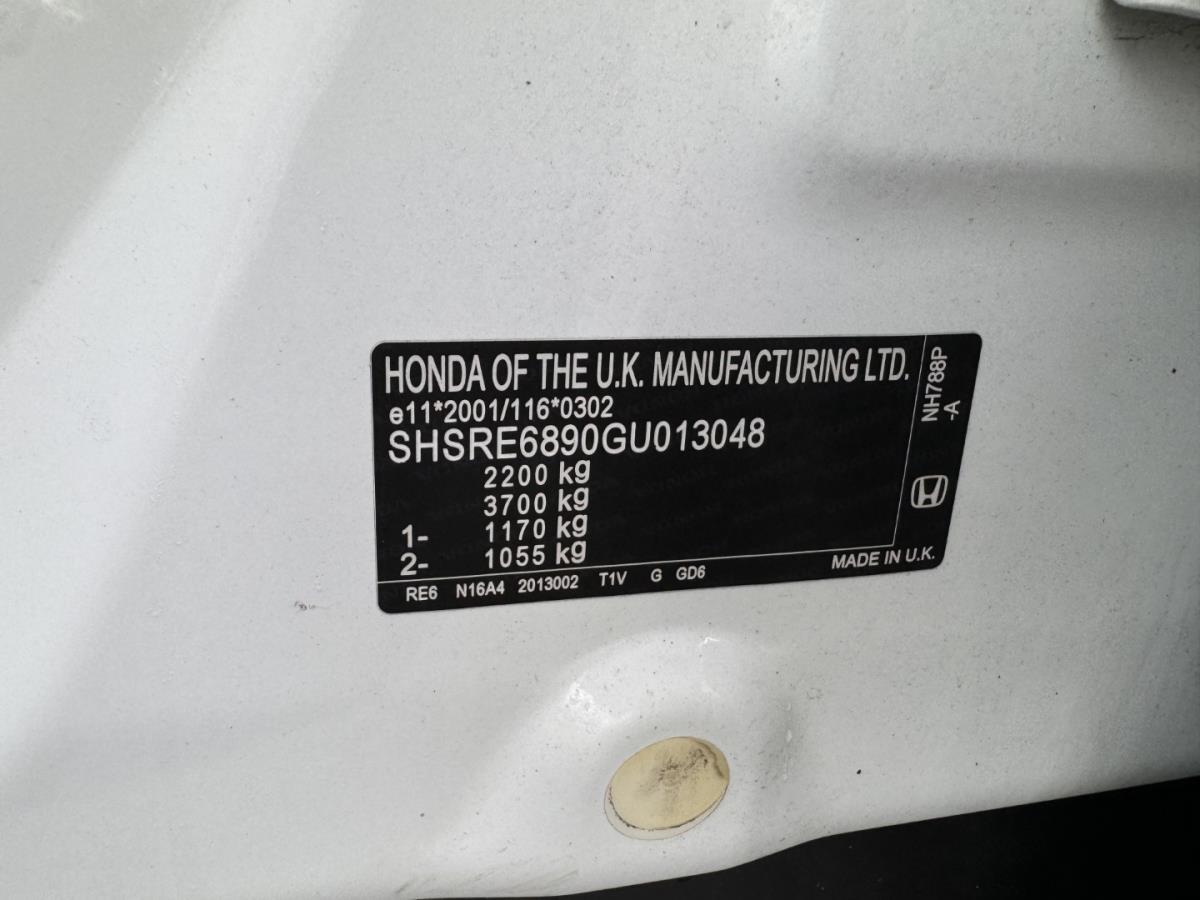 HONDA OF THE U.K. MANUFACTURING LTD.
e11*2001/116*0302
SHSRE6890GU013048
2200 kg
3700 kg
1- 1170 kg
2- 1055 kg
RE6 N16A4 2013002 T1V G GD6
MADE IN U.K.
NH788P
-A